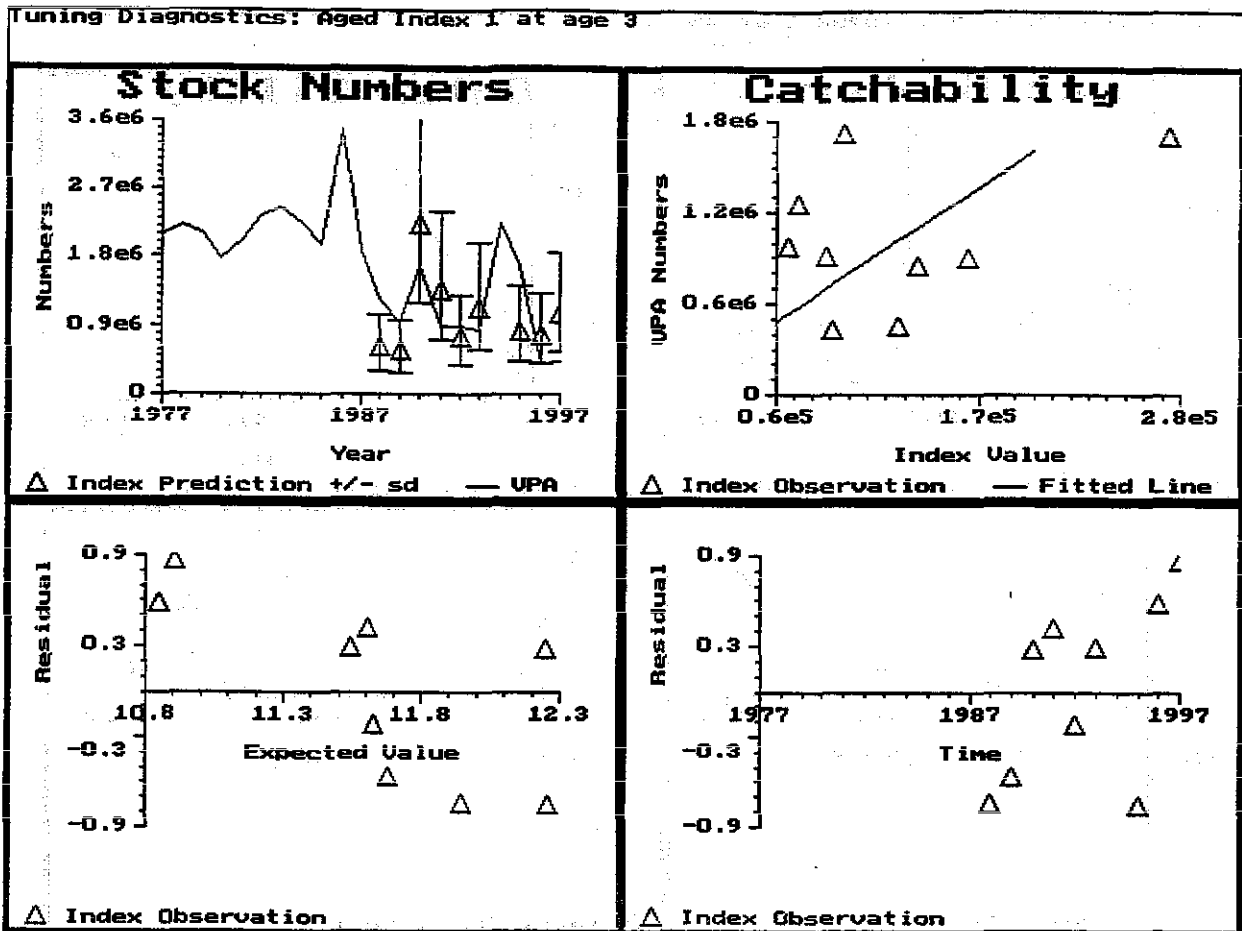 Tuning Diagnostics: Aged Index 1 at age 3
Stock Numbers
3.6e6
2.7e6
1.8e6
0.9e6
0
Numbers
1977
1987
1997
Year
△ Index Prediction +/- sd — VPA
Catchability
1.8e6
1.2e6
0.6e6
0
VPA Numbers
0.6e5
1.7e5
2.8e5
Index Value
△ Index Observation — Fitted Line
0.9
0.3
-0.3
-0.9
Residual
10.8
11.3
11.8
12.3
Expected Value
△ Index Observation
0.9
0.3
-0.3
-0.9
Residual
1977
1987
1997
Time
△ Index Observation